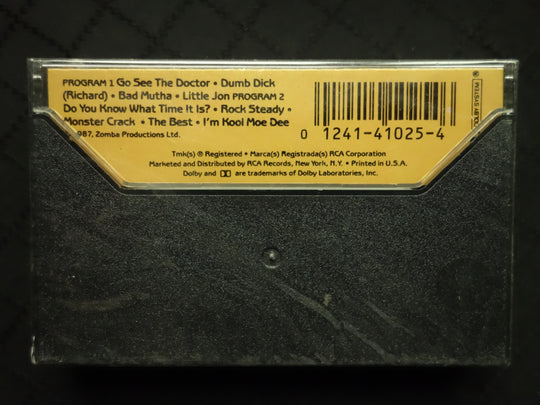 PROGRAM 1 Go See The Doctor • Dumb Dick
(Richard) • Bad Mutha • Little Jon PROGRAM 2
Do You Know What Time It Is? • Rock Steady •
Monster Crack • The Best • I'm Kool Moe Dee
1987, Zomba Productions Ltd.
0 1241-41025-4
Tmk(s) ® Registered • Marca(s) Registrada(s) RCA Corporation
Marketed and Distributed by RCA Records, New York, N.Y. • Printed in U.S.A.
Dolby and are trademarks of Dolby Laboratories, Inc.
DOLBY SYSTEM